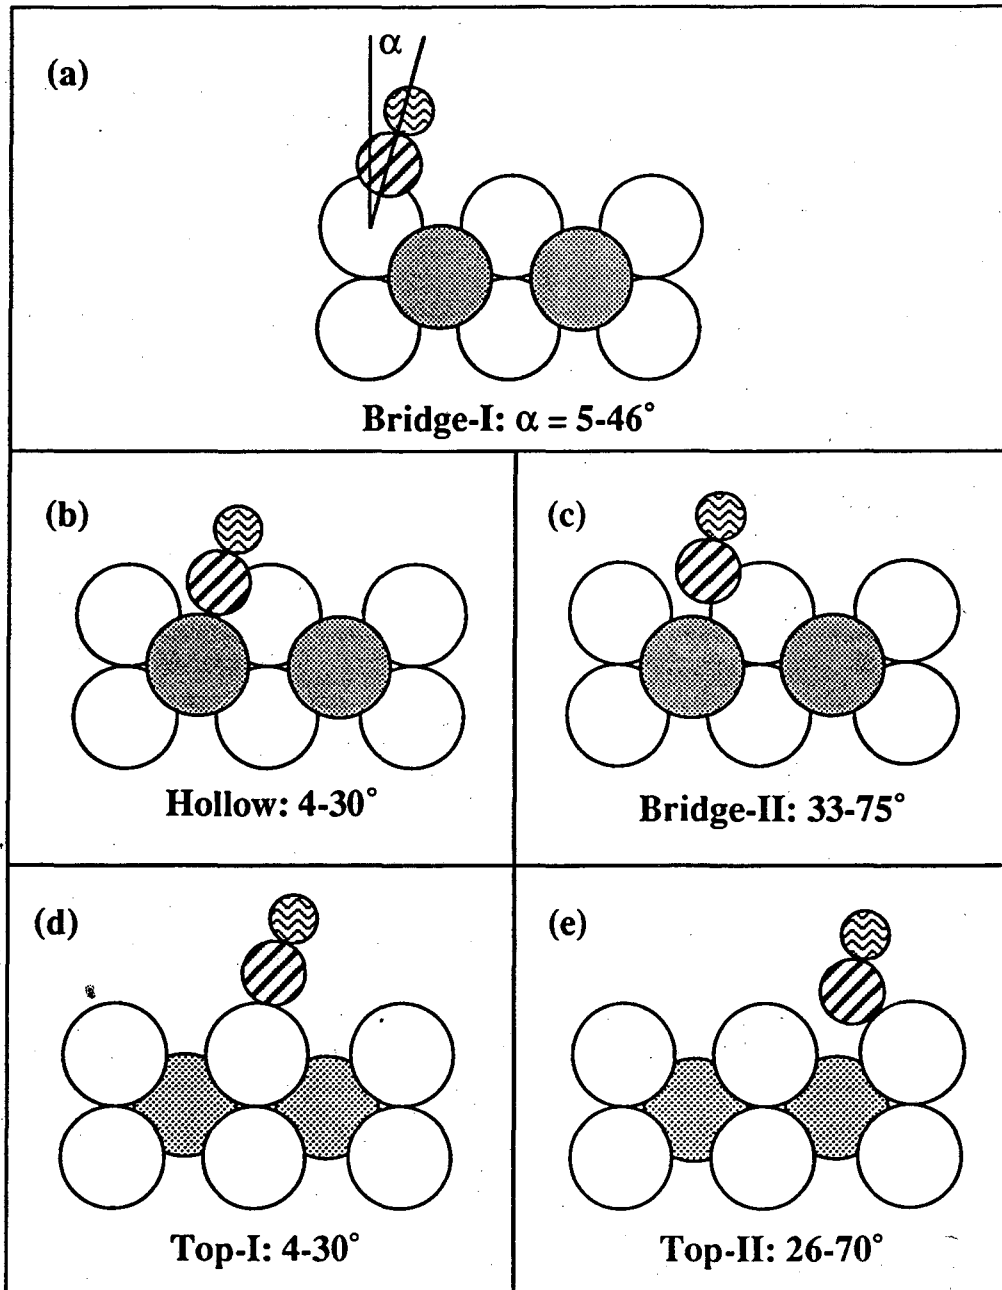 (a)
α
Bridge-I: α = 5-46°
(b)
Hollow: 4-30°
(c)
Bridge-II: 33-75°
(d)
Top-I: 4-30°
(e)
Top-II: 26-70°